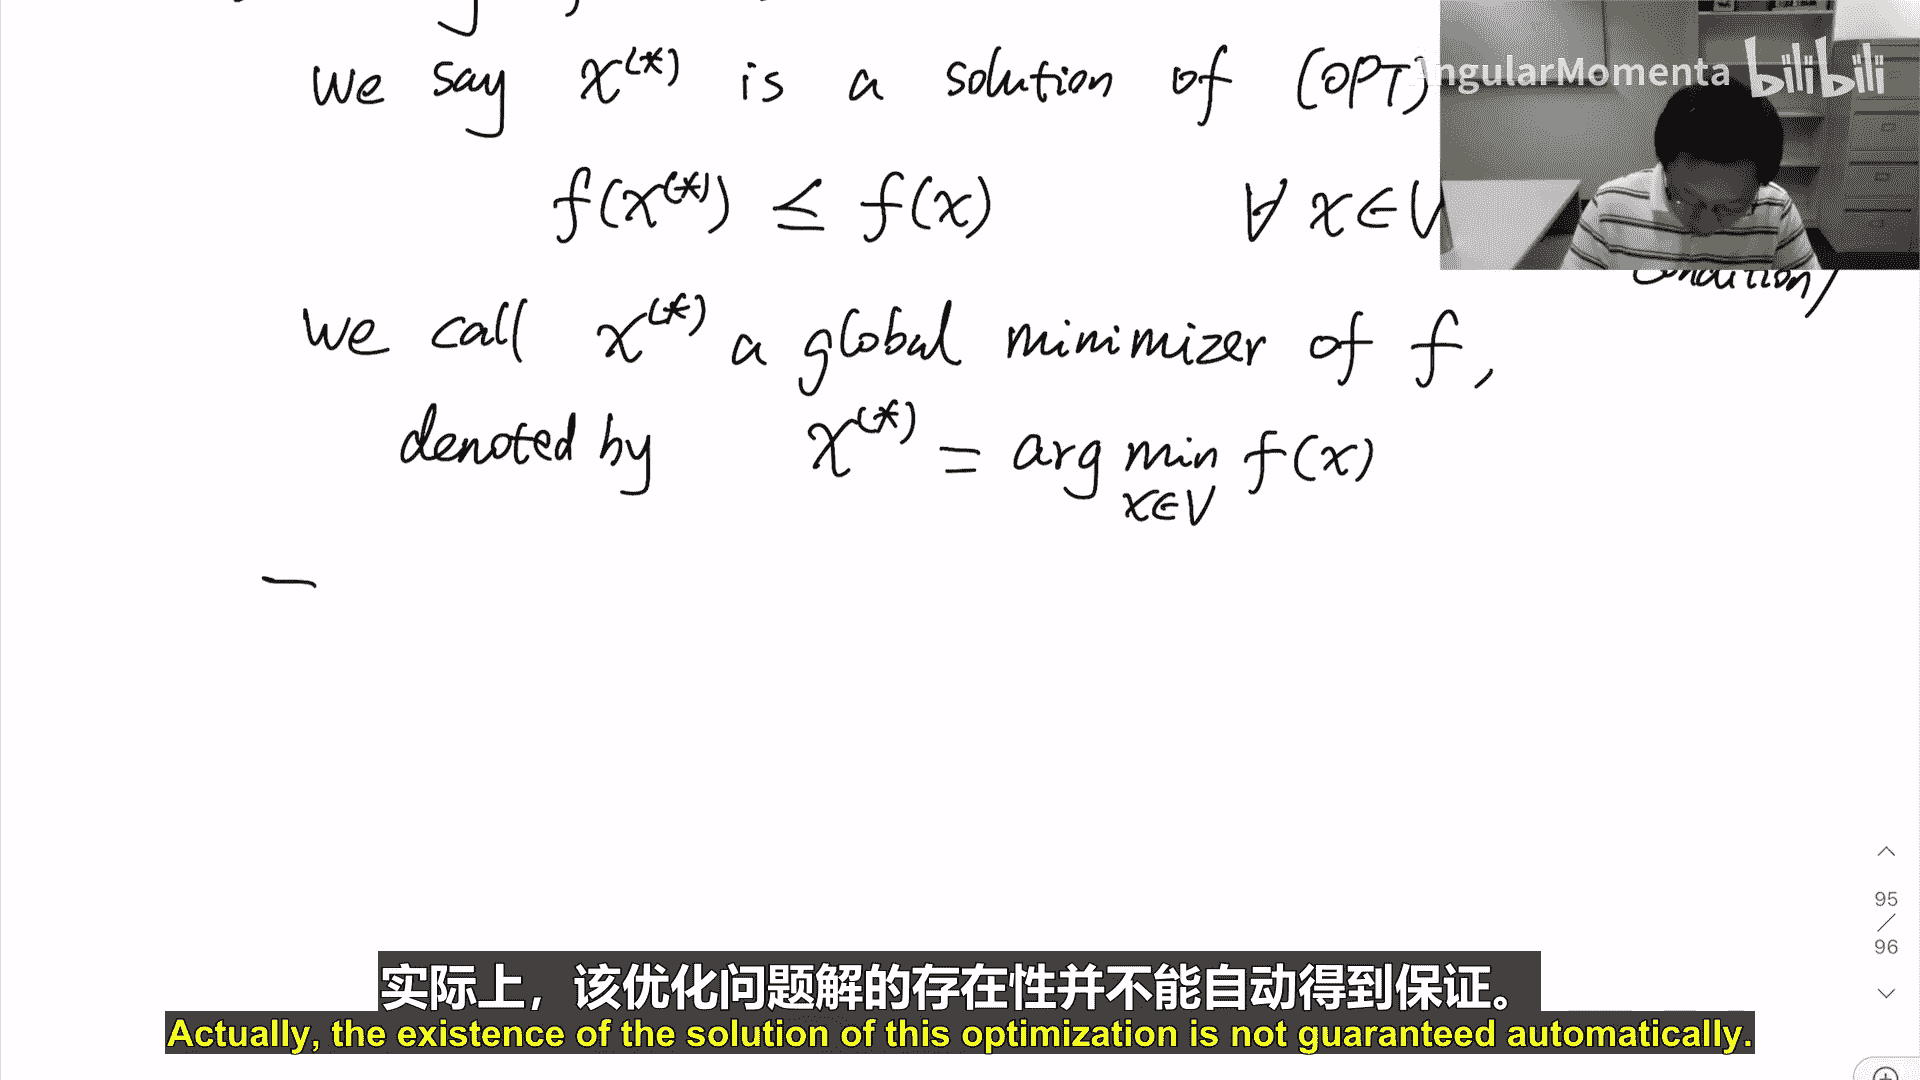 we say x^(*) is a solution of (OPT)
f(x^(*)) ≤ f(x) ∀ x∈V
condition)
we call x^(*) a global minimizer of f,
denoted by x^(*) = arg min f(x)
x∈V
ngularMomenta bilibili
95
/
96
实际上，该优化问题解的存在性并不能自动得到保证。
Actually, the existence of the solution of this optimization is not guaranteed automatically.